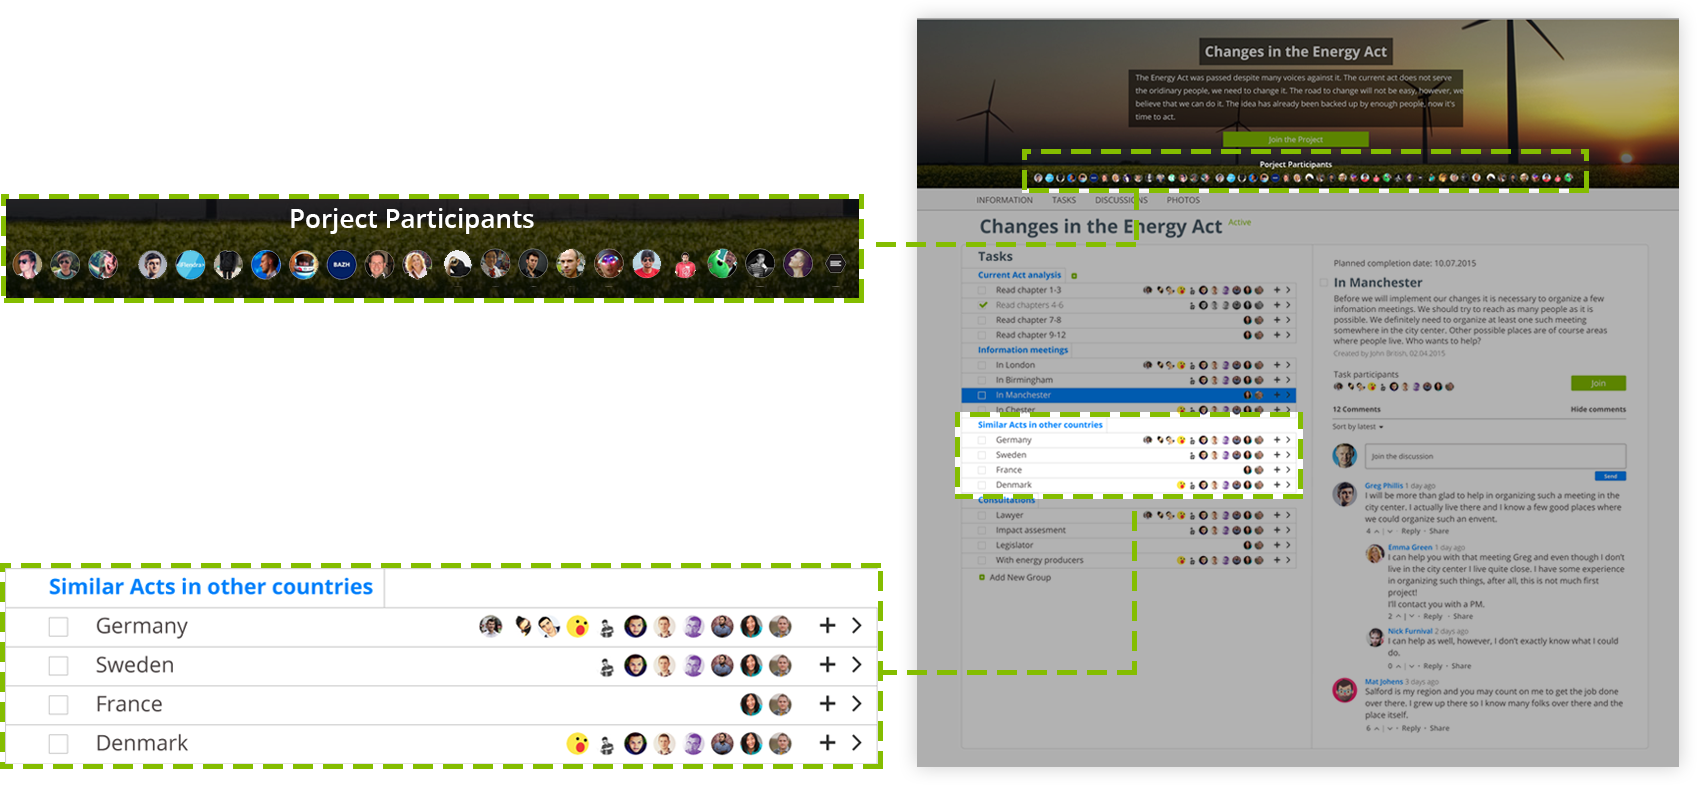 Porject Participants
Filendra
BAZH
Similar Acts in other countries
Germany
Sweden
France
Denmark
Changes in the Energy Act
The Energy Act was passed despite many voices against it. The current act does not serve
the oridinary people, we need to change it. The road to change will not be easy, however, we
believe that we can do it. The idea has already been backed up by enough people, now it's
time to act.
Join the Project
Porject Participants
INFORMATION TASKS DISCUSSIONS PHOTOS
Changes in the Energy Act Active
Tasks
Current Act analysis
Read chapter 1-3
Read chapters 4-6
Read chapter 7-8
Read chapter 9-12
Information meetings
In London
In Birmingham
In Manchester
In Chester
Similar Acts in other countries
Germany
Sweden
France
Denmark
Consultations
Lawyer
Impact assesment
Legislator
With energy producers
Add New Group
Planned completion date: 10.07.2015
In Manchester
Before we will implement our changes it is necessary to organize a few
infomation meetings. We should try to reach as many people as it is
possible. We definitely need to organize at least one such meeting
somewhere in the city center. Other possible places are of course areas
where people live. Who wants to help?
Created by John British, 02.04.2015
Task participants
Join
12 Comments Hide comments
Sort by latest
Join the discussion
Send
Greg Phillis 1 day ago
I will be more than glad to help in organizing such a meeting in the
city center. I actually live there and I know a few good places where
we could organize such an envent.
4 | Reply · Share
Emma Green 1 day ago
I can help you with that meeting Greg and even though I don't
live in the city center I live quite close. I have some experience
in organizing such things, after all, this is not much first
project!
I'll contact you with a PM.
2 | Reply · Share
Nick Furnival 2 days ago
I can help as well, however, I don't exactly know what I could
do.
0 | Reply · Share
Mat Johens 3 days ago
Salford is my region and you may count on me to get the job done
over there. I grew up there so I know many folks over there and the
place itself.
6 | Reply · Share